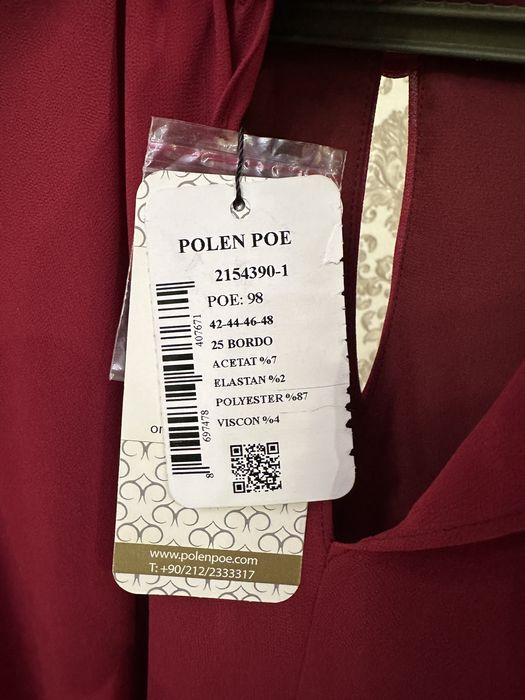 POLEN POE
2154390-1
POE: 98
42-44-46-48
25 BORDO
ACETAT %7
ELASTAN %2
POLYESTER %87
VISCON %4
8 697478 407671
www.polenpoe.com
T: +90/212/2333317